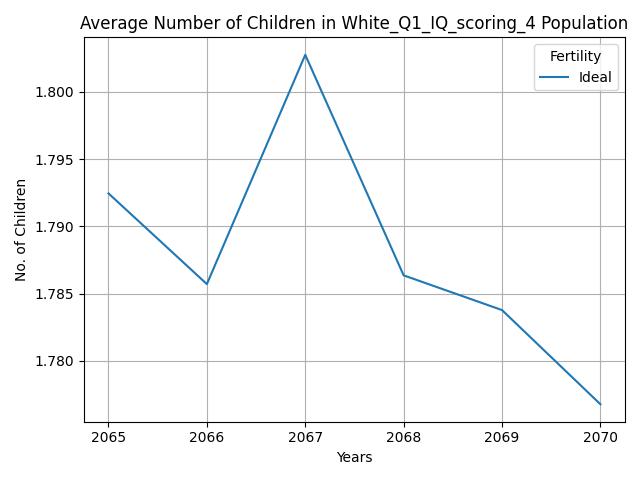 Average Number of Children in White_Q1_IQ_scoring_4 Population
Fertility
Ideal
No. of Children
1.800
1.795
1.790
1.785
1.780
2065 2066 2067 2068 2069 2070
Years